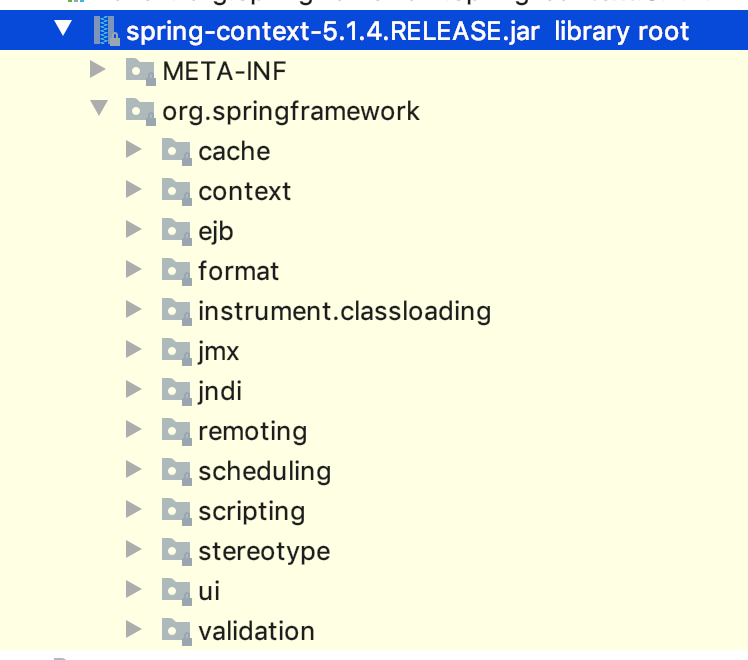 spring-context-5.1.4.RELEASE.jar library root
META-INF
org.springframework
cache
context
ejb
format
instrument.classloading
jmx
jndi
remoting
scheduling
scripting
stereotype
ui
validation